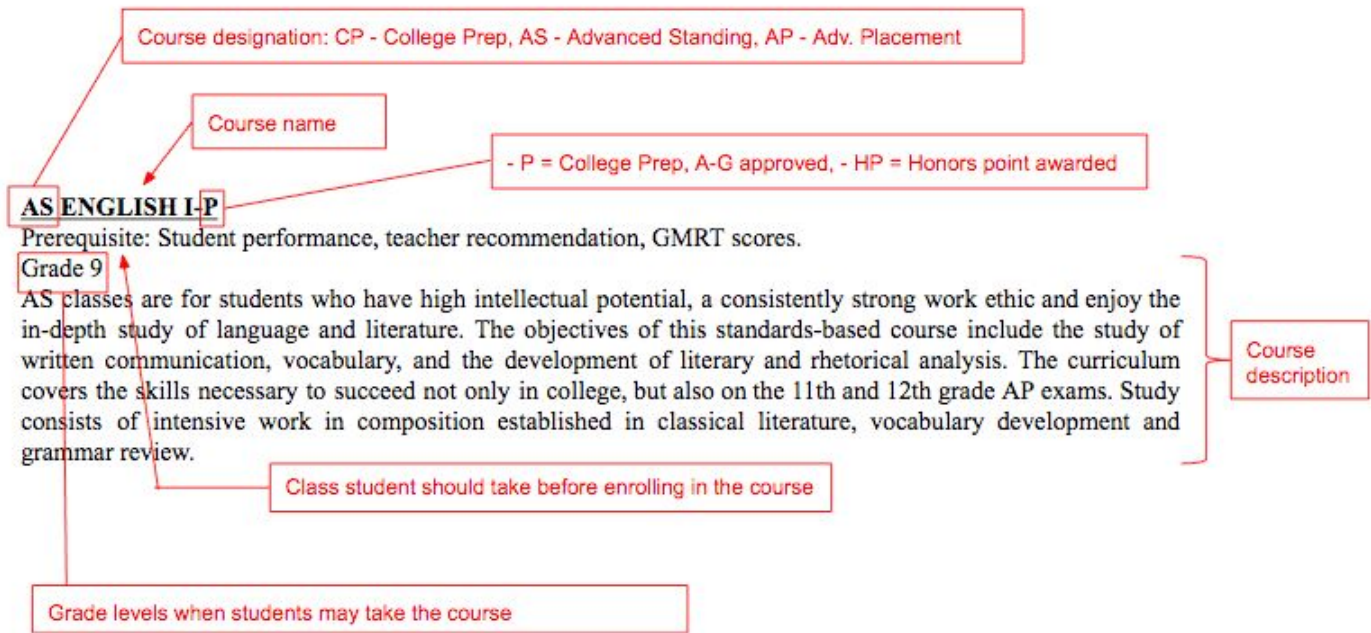 Course designation: CP - College Prep, AS - Advanced Standing, AP - Adv. Placement
Course name
- P = College Prep, A-G approved, - HP = Honors point awarded
AS ENGLISH I-P
Prerequisite: Student performance, teacher recommendation, GMRT scores.
Grade 9
AS classes are for students who have high intellectual potential, a consistently strong work ethic and enjoy the
in-depth study of language and literature. The objectives of this standards-based course include the study of
written communication, vocabulary, and the development of literary and rhetorical analysis. The curriculum
covers the skills necessary to succeed not only in college, but also on the 11th and 12th grade AP exams. Study
consists of intensive work in composition established in classical literature, vocabulary development and
grammar review.
Course
description
Class student should take before enrolling in the course
Grade levels when students may take the course